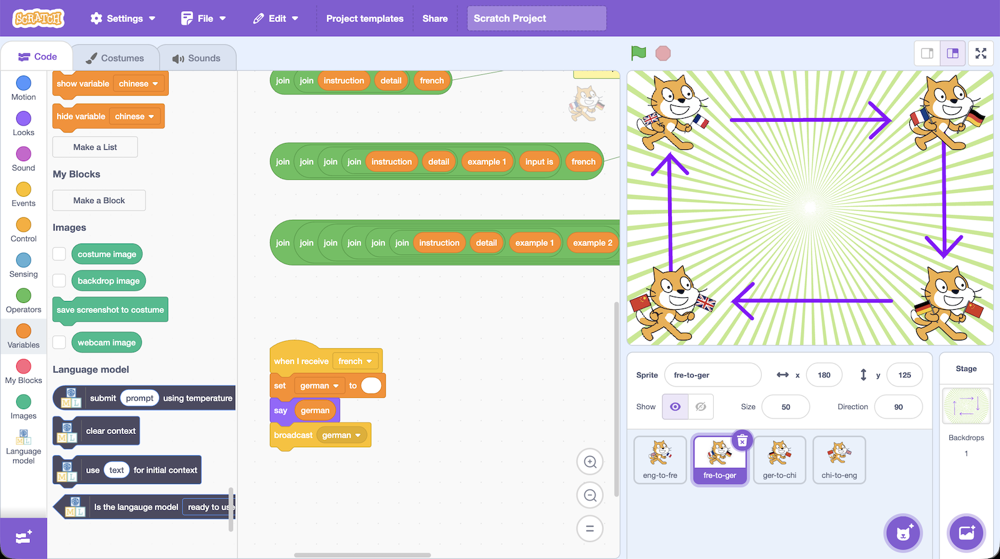 SCRATCH
Settings
File
Edit
Project templates
Share
Scratch Project
Code
Costumes
Sounds
Motion
Looks
Sound
Events
Control
Sensing
Operators
Variables
My Blocks
Images
Language
model
show variable chinese
hide variable chinese
Make a List
My Blocks
Make a Block
Images
costume image
backdrop image
save screenshot to costume
webcam image
Language model
ML submit prompt using temperature
ML clear context
ML use text for initial context
ML Is the langauge model ready to use
join join instruction detail french
join join join join instruction detail example 1 input is french
join join join join join join instruction detail example 1 example 2
when I receive french
set german to
say german
broadcast german
Sprite fre-to-ger x 180 y 125
Show Size 50 Direction 90
eng-to-fre
fre-to-ger
ger-to-chi
chi-to-eng
Stage
Backdrops
1